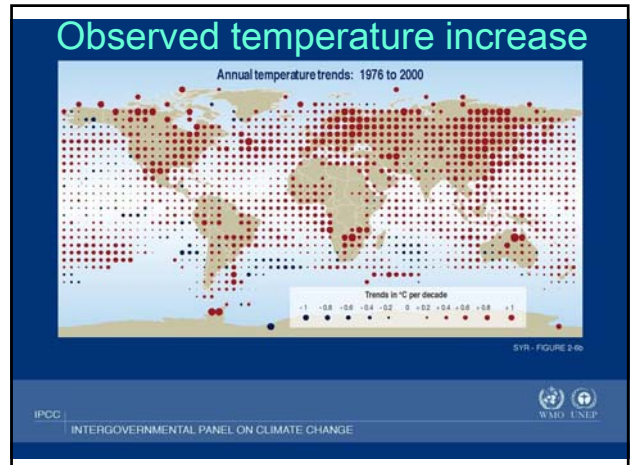 Observed temperature increase
Annual temperature trends: 1976 to 2000
Trends in °C per decade
- 1 - 0.8 - 0.6 - 0.4 - 0.2 0 + 0.2 + 0.4 + 0.6 + 0.8 + 1
SYR - FIGURE 2-6b
WMO UNEP
IPCC
INTERGOVERNMENTAL PANEL ON CLIMATE CHANGE